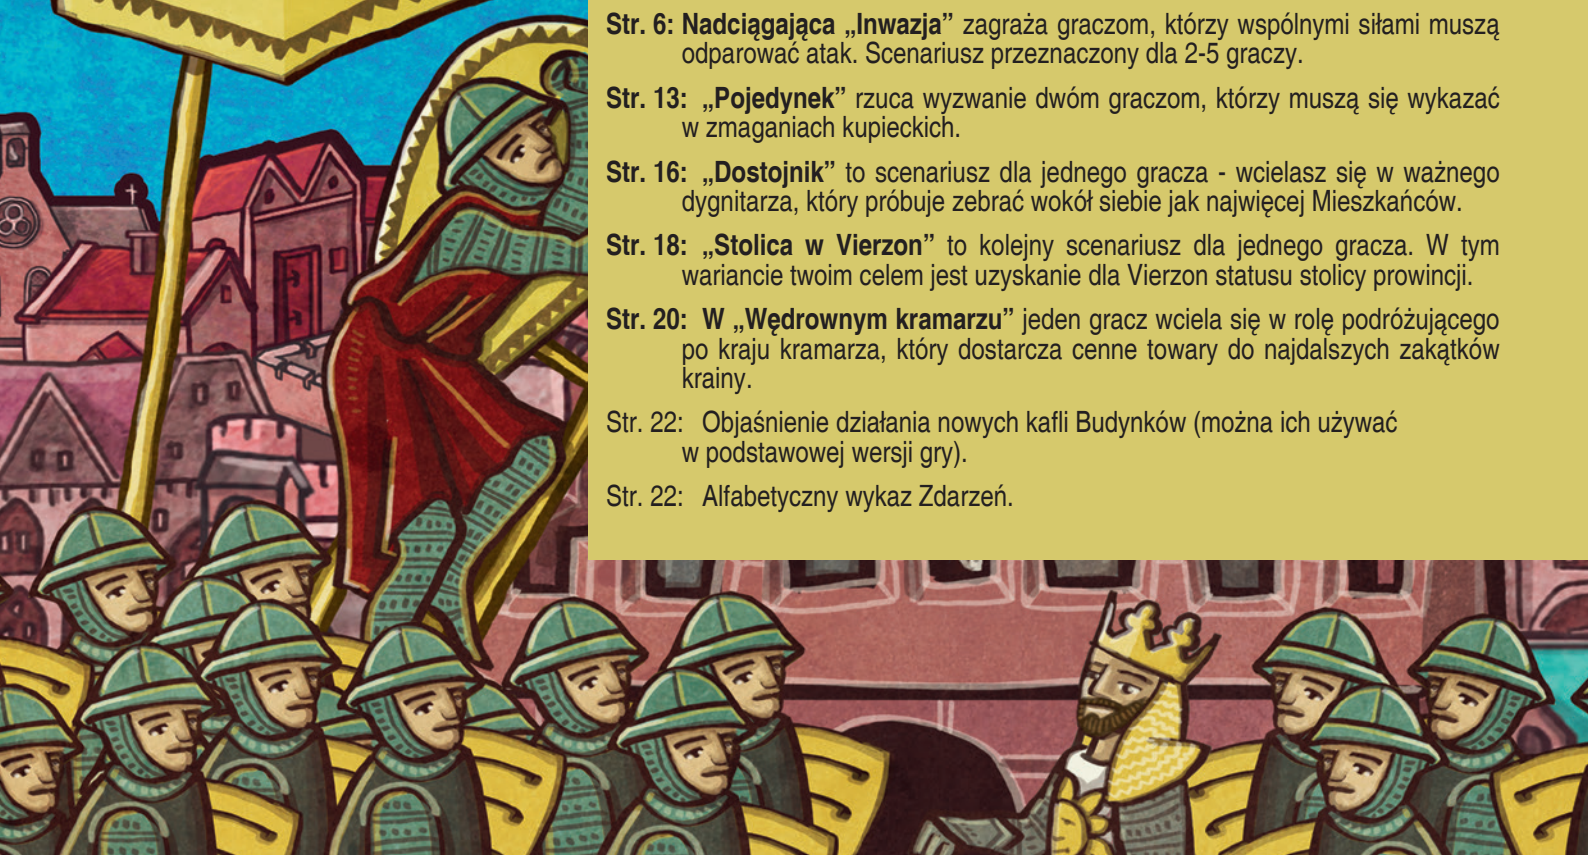 Str. 6: Nadciągająca „Inwazja” zagraża graczom, którzy wspólnymi siłami muszą
odparować atak. Scenariusz przeznaczony dla 2-5 graczy.
Str. 13: „Pojedynek” rzuca wyzwanie dwóm graczom, którzy muszą się wykazać
w zmaganiach kupieckich.
Str. 16: „Dostojnik” to scenariusz dla jednego gracza - wcielasz się w ważnego
dygnitarza, który próbuje zebrać wokół siebie jak najwięcej Mieszkańców.
Str. 18: „Stolica w Vierzon” to kolejny scenariusz dla jednego gracza. W tym
wariancie twoim celem jest uzyskanie dla Vierzon statusu stolicy prowincji.
Str. 20: W „Wędrownym kramarzu” jeden gracz wciela się w rolę podróżującego
po kraju kramarza, który dostarcza cenne towary do najdalszych zakątków
krainy.
Str. 22: Objaśnienie działania nowych kafli Budynków (można ich używać
w podstawowej wersji gry).
Str. 22: Alfabetyczny wykaz Zdarzeń.